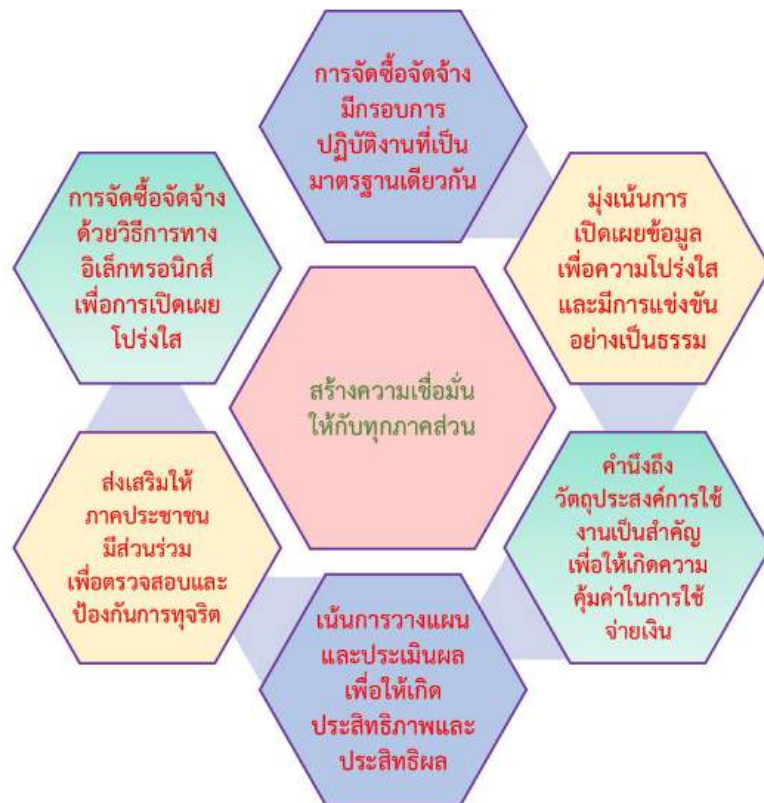 การจัดซื้อจัดจ้าง
มีกรอบการ
ปฏิบัติงานที่เป็น
มาตรฐานเดียวกัน
มุ่งเน้นการ
เปิดเผยข้อมูล
เพื่อความโปร่งใส
และมีการแข่งขัน
อย่างเป็นธรรม
คำนึงถึง
วัตถุประสงค์การใช้
งานเป็นสำคัญ
เพื่อให้เกิดความ
คุ้มค่าในการใช้
จ่ายเงิน
เน้นการวางแผน
และประเมินผล
เพื่อให้เกิด
ประสิทธิภาพและ
ประสิทธิผล
ส่งเสริมให้
ภาคประชาชน
มีส่วนร่วม
เพื่อตรวจสอบและ
ป้องกันการทุจริต
การจัดซื้อจัดจ้าง
ด้วยวิธีการทาง
อิเล็กทรอนิกส์
เพื่อการเปิดเผย
โปร่งใส
สร้างความเชื่อมั่น
ให้กับทุกภาคส่วน